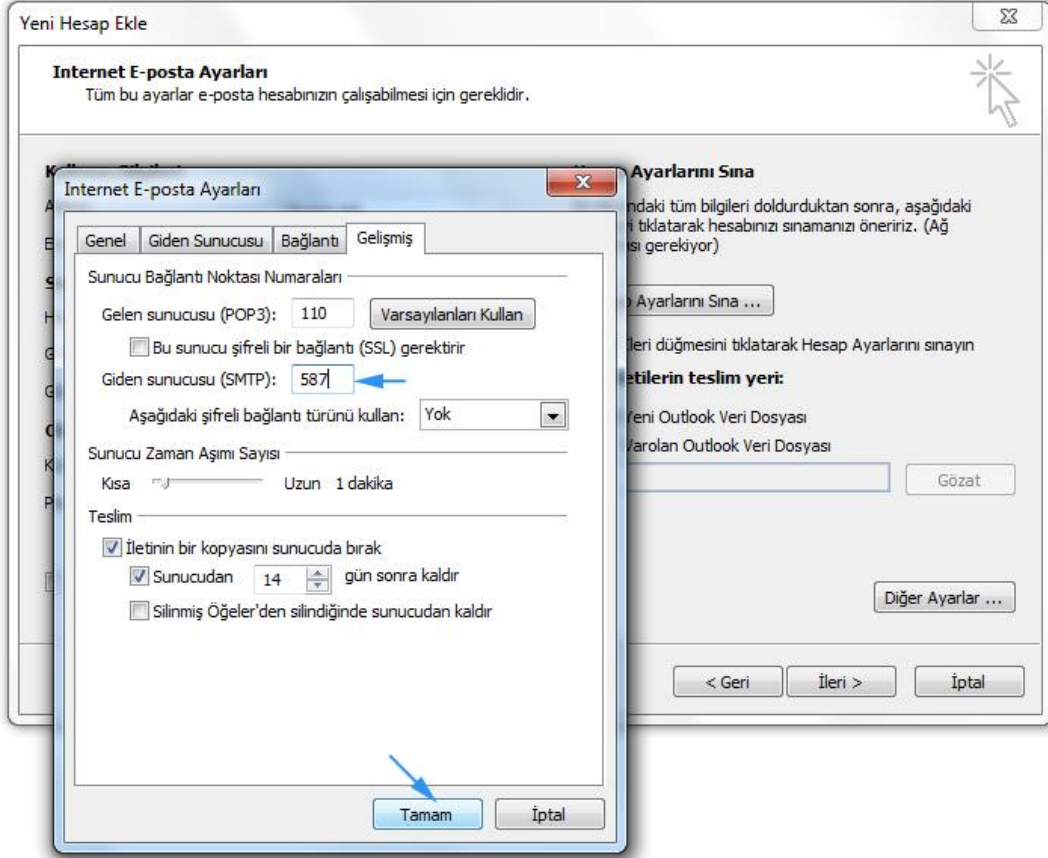 Yeni Hesap Ekle
Internet E-posta Ayarları
Tüm bu ayarlar e-posta hesabınızın çalışabilmesi için gereklidir.
Ayarlarını Sına
tüm bilgileri doldurduktan sonra, aşağıdaki
tıklatarak hesabınızı sınamanızı öneririz. (Ağ
gerekiyor)
Ayarlarını Sına ...
düğmesini tıklatarak Hesap Ayarlarını sınayın
teslim yeri:
Yeni Outlook Veri Dosyası
Varolan Outlook Veri Dosyası
Gözat
Diğer Ayarlar ...
< Geri
İleri >
İptal
Internet E-posta Ayarları
Genel
Giden Sunucusu
Bağlantı
Gelişmiş
Sunucu Bağlantı Noktası Numaraları
Gelen sunucusu (POP3): 110 Varsayılanları Kullan
Bu sunucu şifreli bir bağlantı (SSL) gerektirir
Giden sunucusu (SMTP): 587
Aşağıdaki şifreli bağlantı türünü kullan: Yok
Sunucu Zaman Aşımı Sayısı
Kısa Uzun 1 dakika
Teslim
İletinin bir kopyasını sunucuda bırak
Sunucudan 14 gün sonra kaldır
Silinmiş Öğeler'den silindiğinde sunucudan kaldır
Tamam
İptal